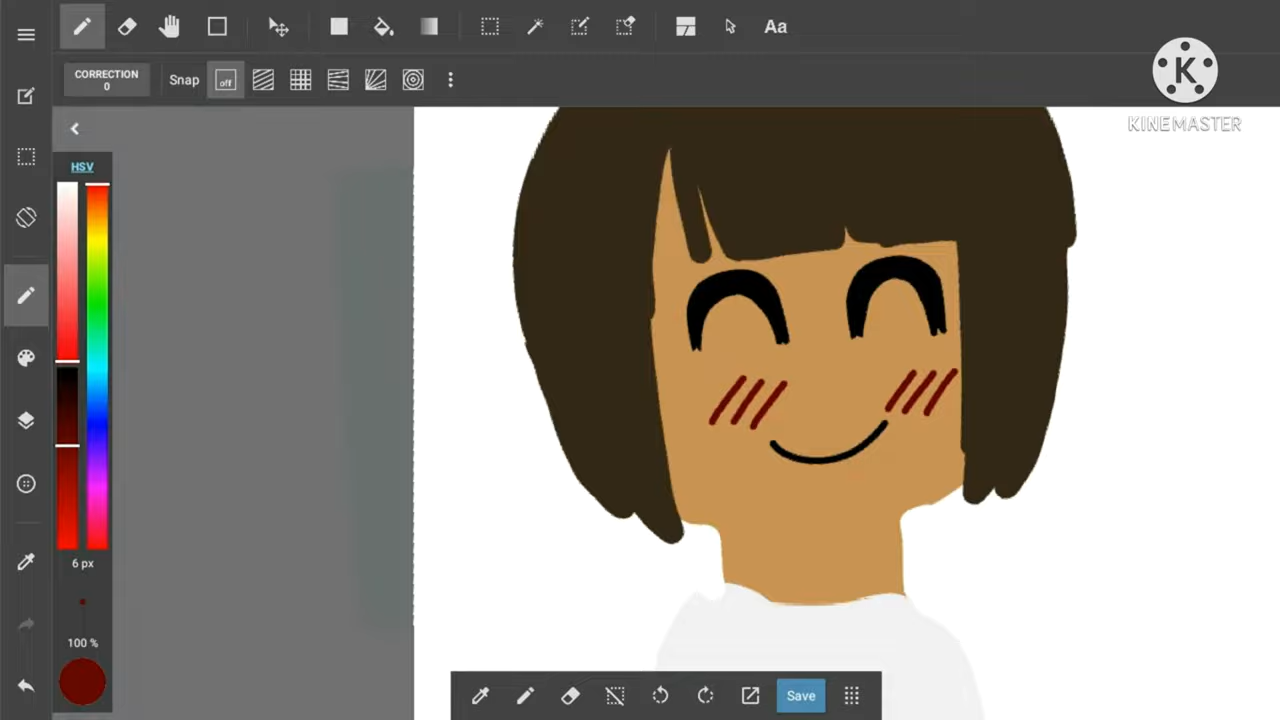 Aa
CORRECTION
0
Snap
off
K
KINEMASTER
HSV
6 px
100 %
Save